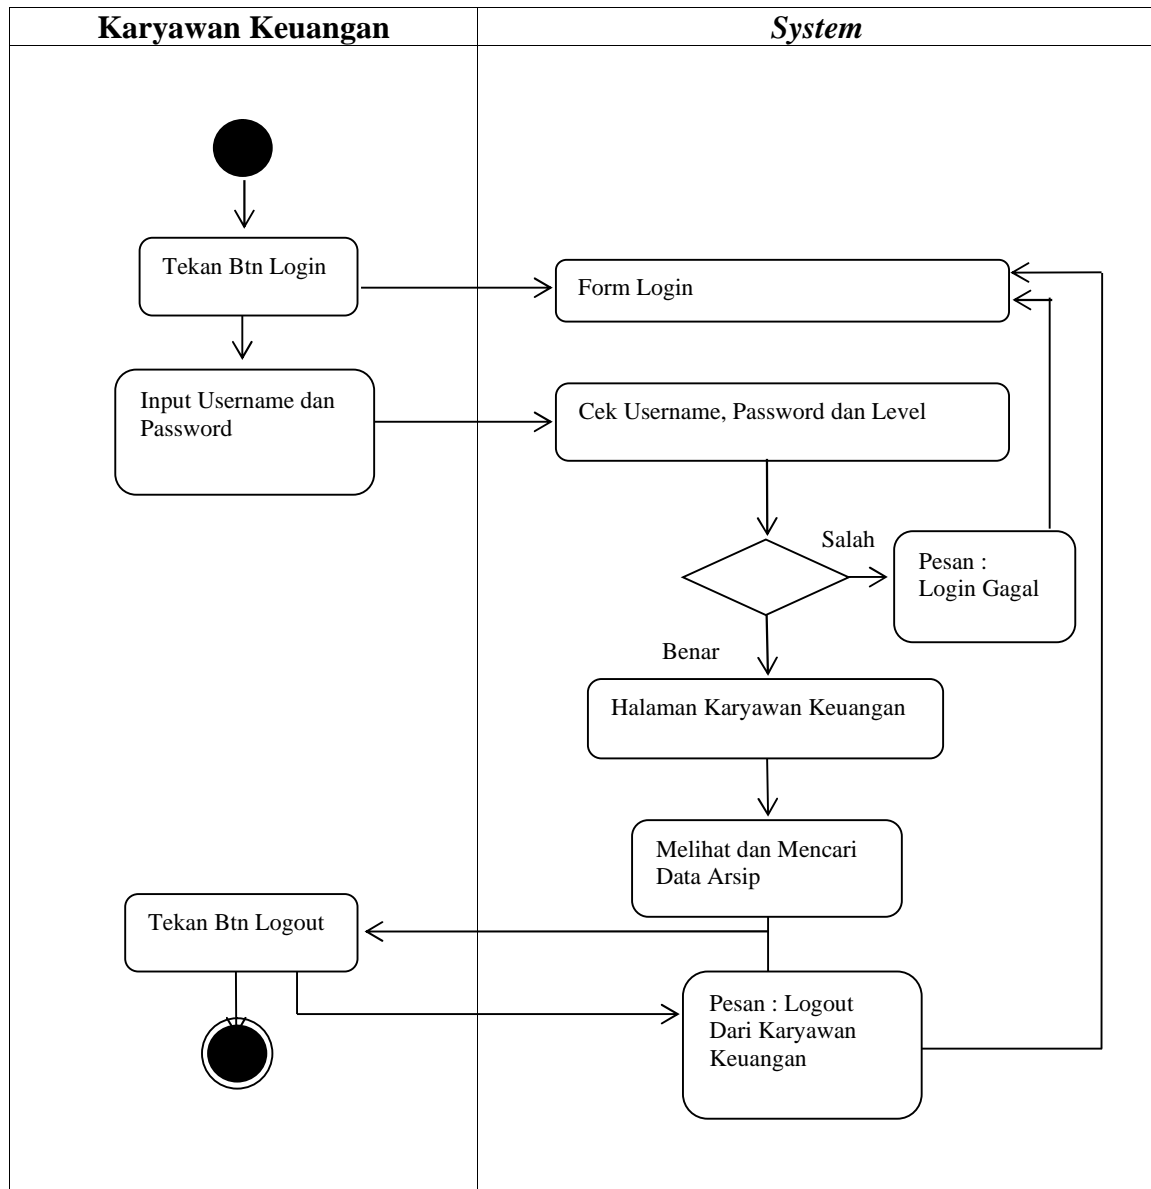 Karyawan Keuangan
System
Tekan Btn Login
Form Login
Input Username dan
Password
Cek Username, Password dan Level
Salah
Pesan :
Login Gagal
Benar
Halaman Karyawan Keuangan
Melihat dan Mencari
Data Arsip
Tekan Btn Logout
Pesan : Logout
Dari Karyawan
Keuangan